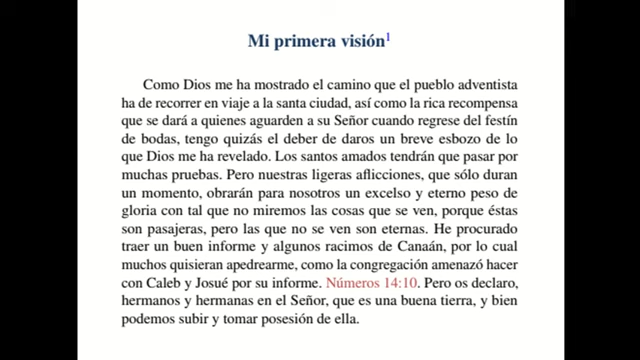 Mi primera visión1
Como Dios me ha mostrado el camino que el pueblo adventista
ha de recorrer en viaje a la santa ciudad, así como la rica recompensa
que se dará a quienes aguarden a su Señor cuando regrese del festín
de bodas, tengo quizás el deber de daros un breve esbozo de lo
que Dios me ha revelado. Los santos amados tendrán que pasar por
muchas pruebas. Pero nuestras ligeras aflicciones, que sólo duran
un momento, obrarán para nosotros un excelso y eterno peso de
gloria con tal que no miremos las cosas que se ven, porque éstas
son pasajeras, pero las que no se ven son eternas. He procurado
traer un buen informe y algunos racimos de Canaán, por lo cual
muchos quisieran apedrearme, como la congregación amenazó hacer
con Caleb y Josué por su informe. Números 14:10. Pero os declaro,
hermanos y hermanas en el Señor, que es una buena tierra, y bien
podemos subir y tomar posesión de ella.